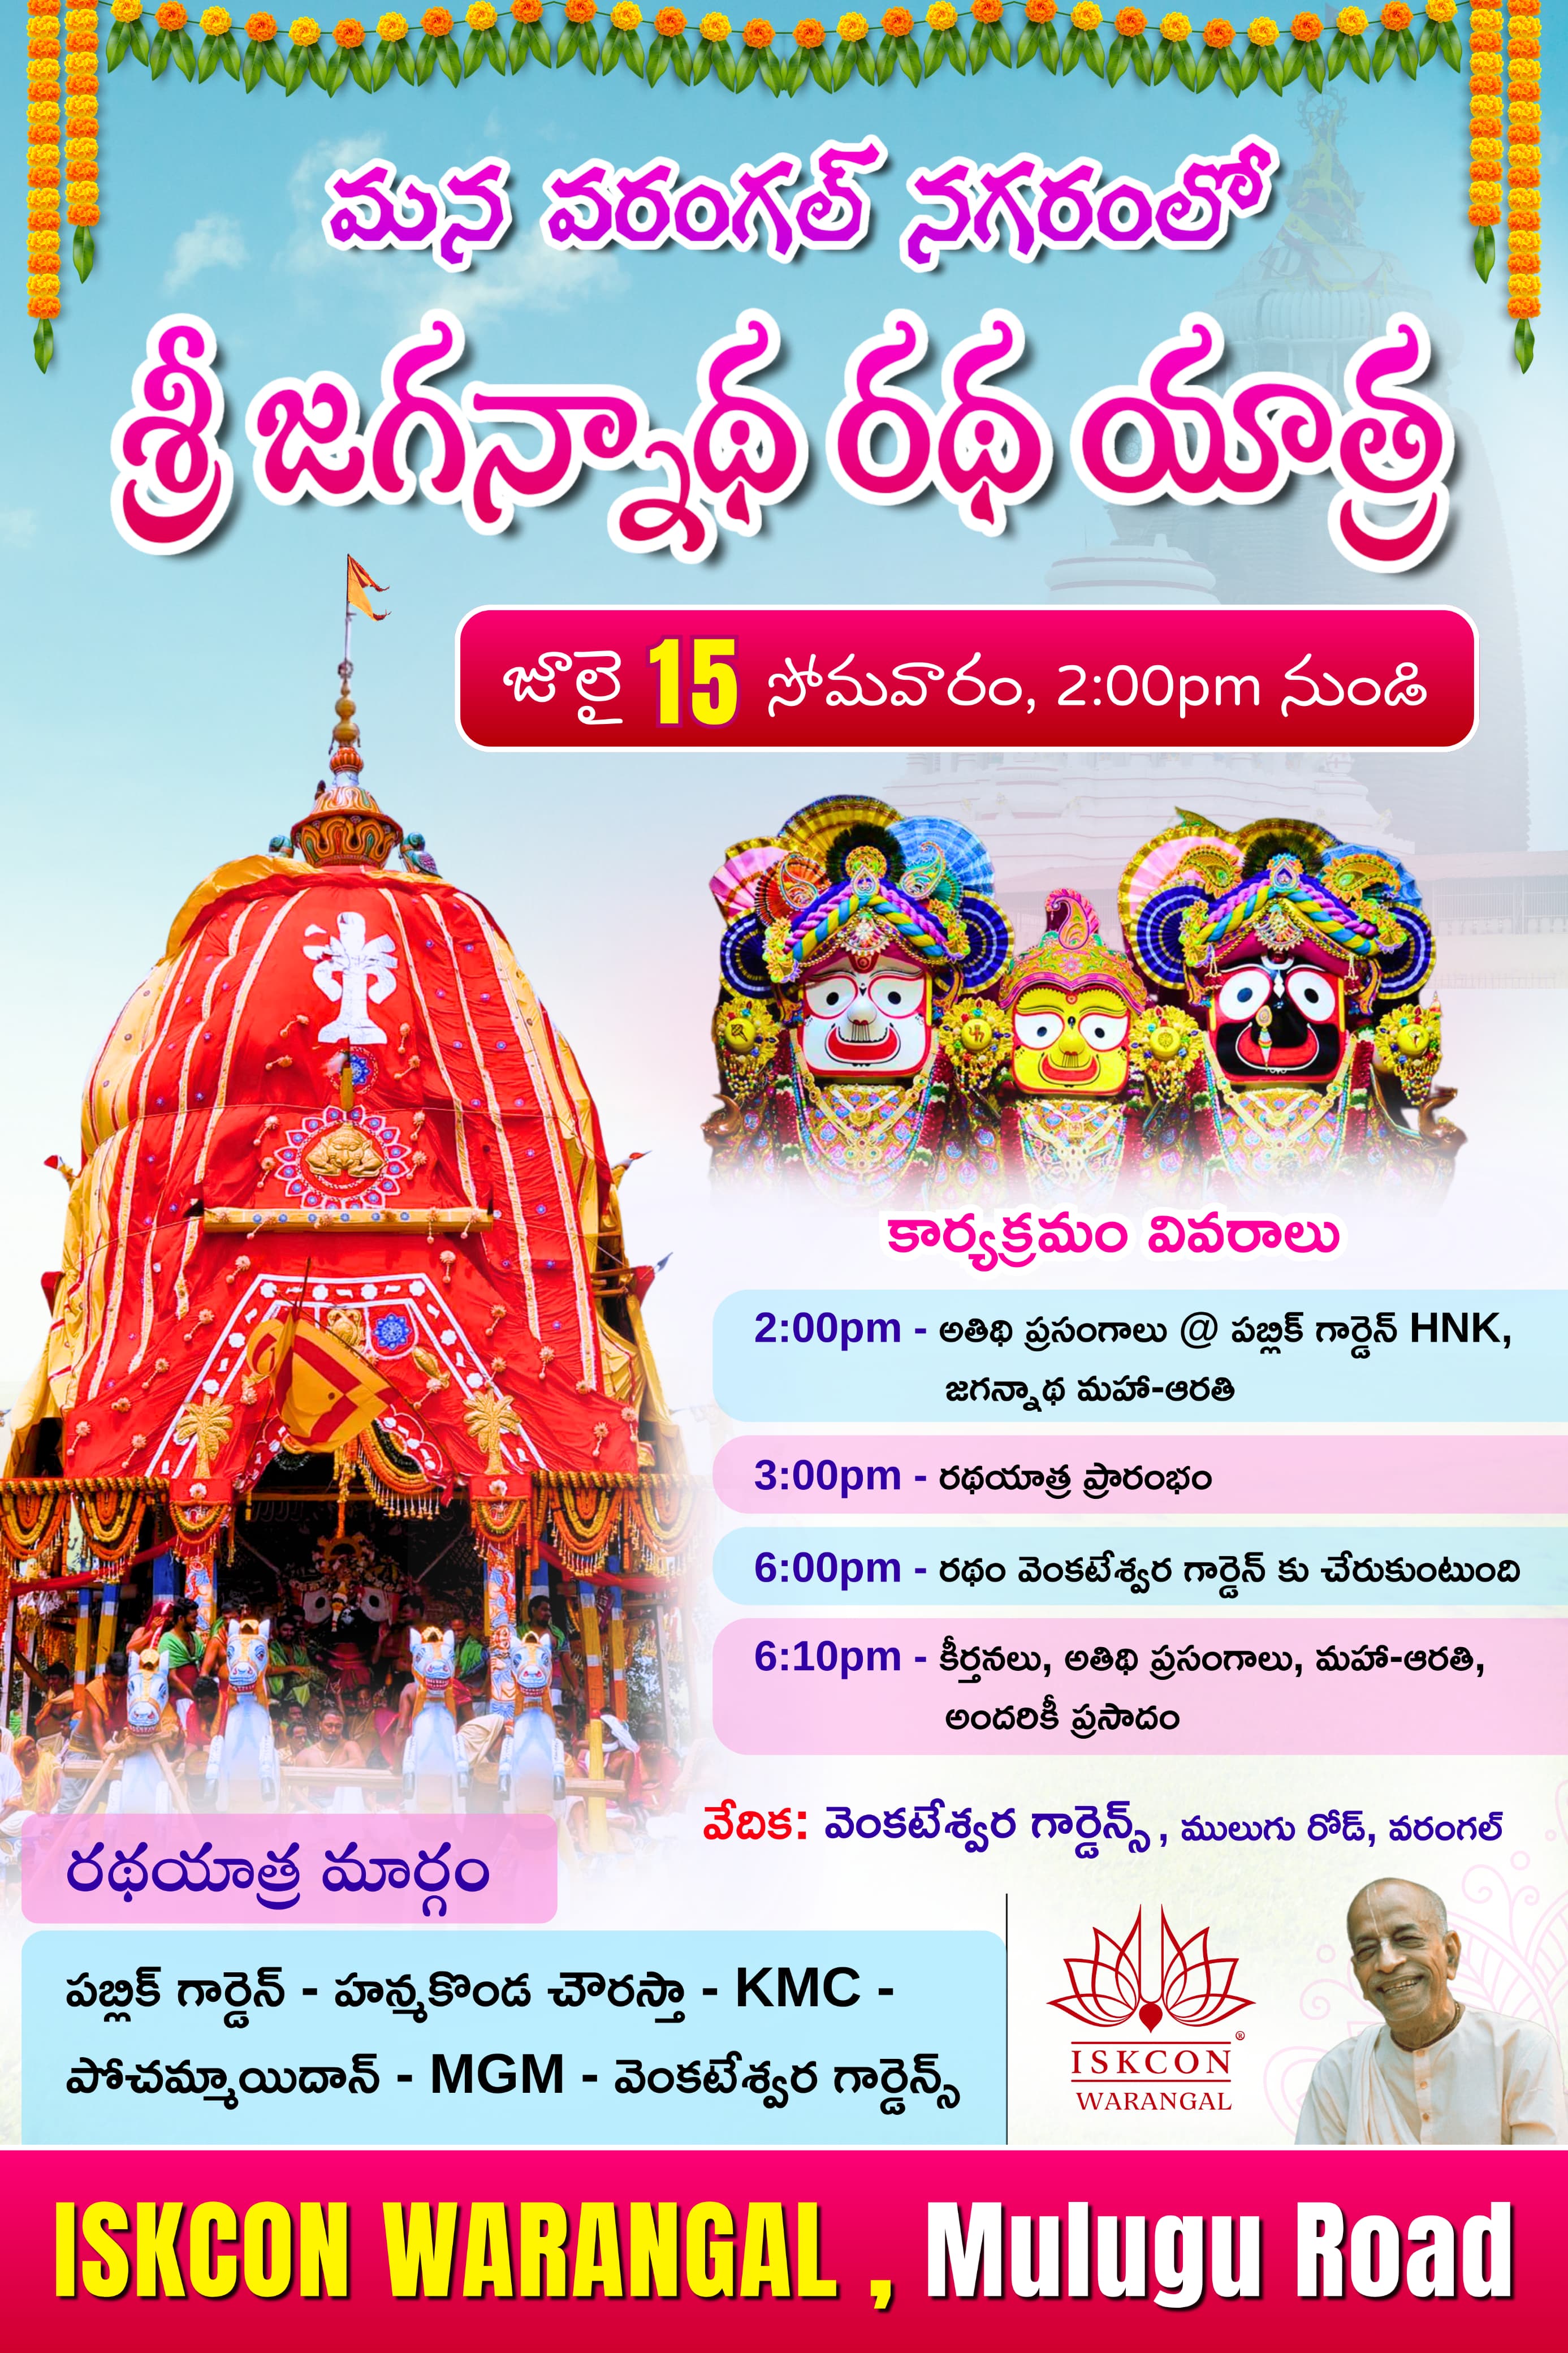 మన వరంగల్ నగరంలో
శ్రీ జగన్నాథ రథ యాత్ర
జూలై 15 సోమవారం, 2:00pm నుండి
కార్యక్రమం వివరాలు
2:00pm - అతిథి ప్రసంగాలు @ పబ్లిక్ గార్డెన్ HNK,
జగన్నాథ మహా-ఆరతి
3:00pm - రథయాత్ర ప్రారంభం
6:00pm - రథం వెంకటేశ్వర గార్డెన్ కు చేరుకుంటుంది
6:10pm - కీర్తనలు, అతిథి ప్రసంగాలు, మహా-ఆరతి,
అందరికీ ప్రసాదం
వేదిక: వెంకటేశ్వర గార్డెన్స్, ములుగు రోడ్, వరంగల్
రథయాత్ర మార్గం
పబ్లిక్ గార్డెన్ - హన్మకొండ చౌరస్తా - KMC -
పోచమ్మాయిదాన్ - MGM - వెంకటేశ్వర గార్డెన్స్
ISKCON®
WARANGAL
ISKCON WARANGAL , Mulugu Road